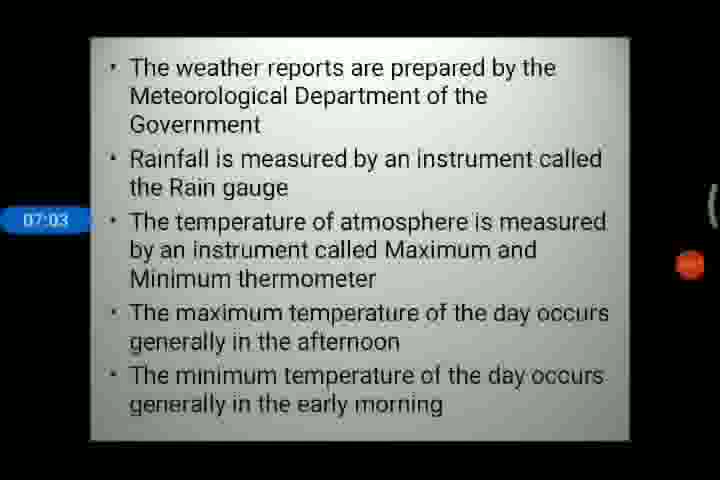 • The weather reports are prepared by the
Meteorological Department of the
Government
• Rainfall is measured by an instrument called
the Rain gauge
07:03
• The temperature of atmosphere is measured
by an instrument called Maximum and
Minimum thermometer
• The maximum temperature of the day occurs
generally in the afternoon
• The minimum temperature of the day occurs
generally in the early morning